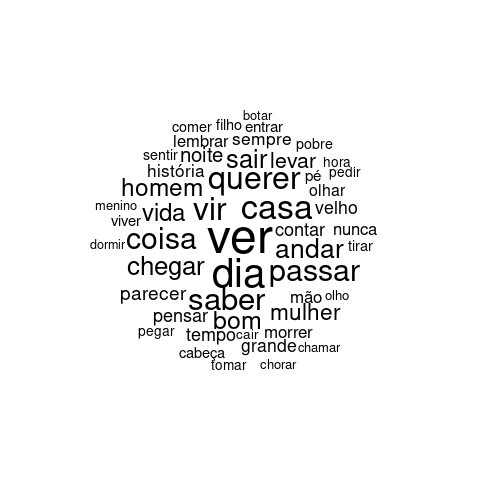 botar
comer filho entrar
lembrar sempre pobre
sentir noite sair levar hora
história querer pé pedir
homem olhar
menino vida vir casa velho
viver contar nunca
dormir coisa ver andar tirar
chegar dia passar
parecer saber mão olho
pensar bom mulher
pegar tempo cair morrer
cabeça grande chamar
tomar chorar